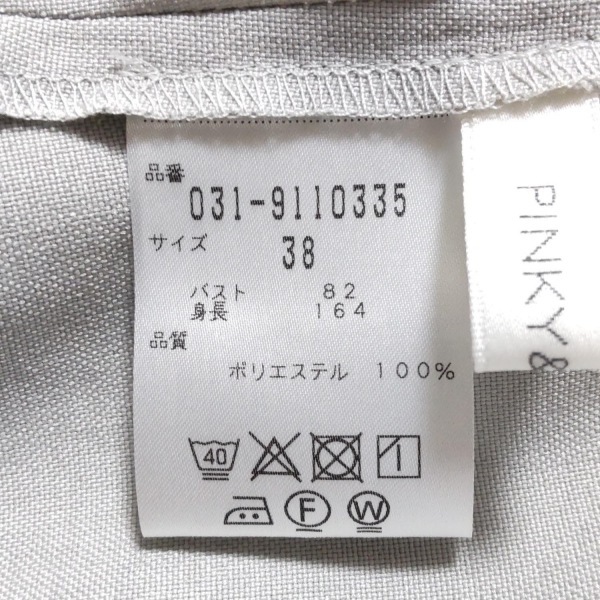 品番
031-9110335
サイズ
38
バスト 82
身長 164
品質
ポリエステル 100%
40
F W
PINKY &